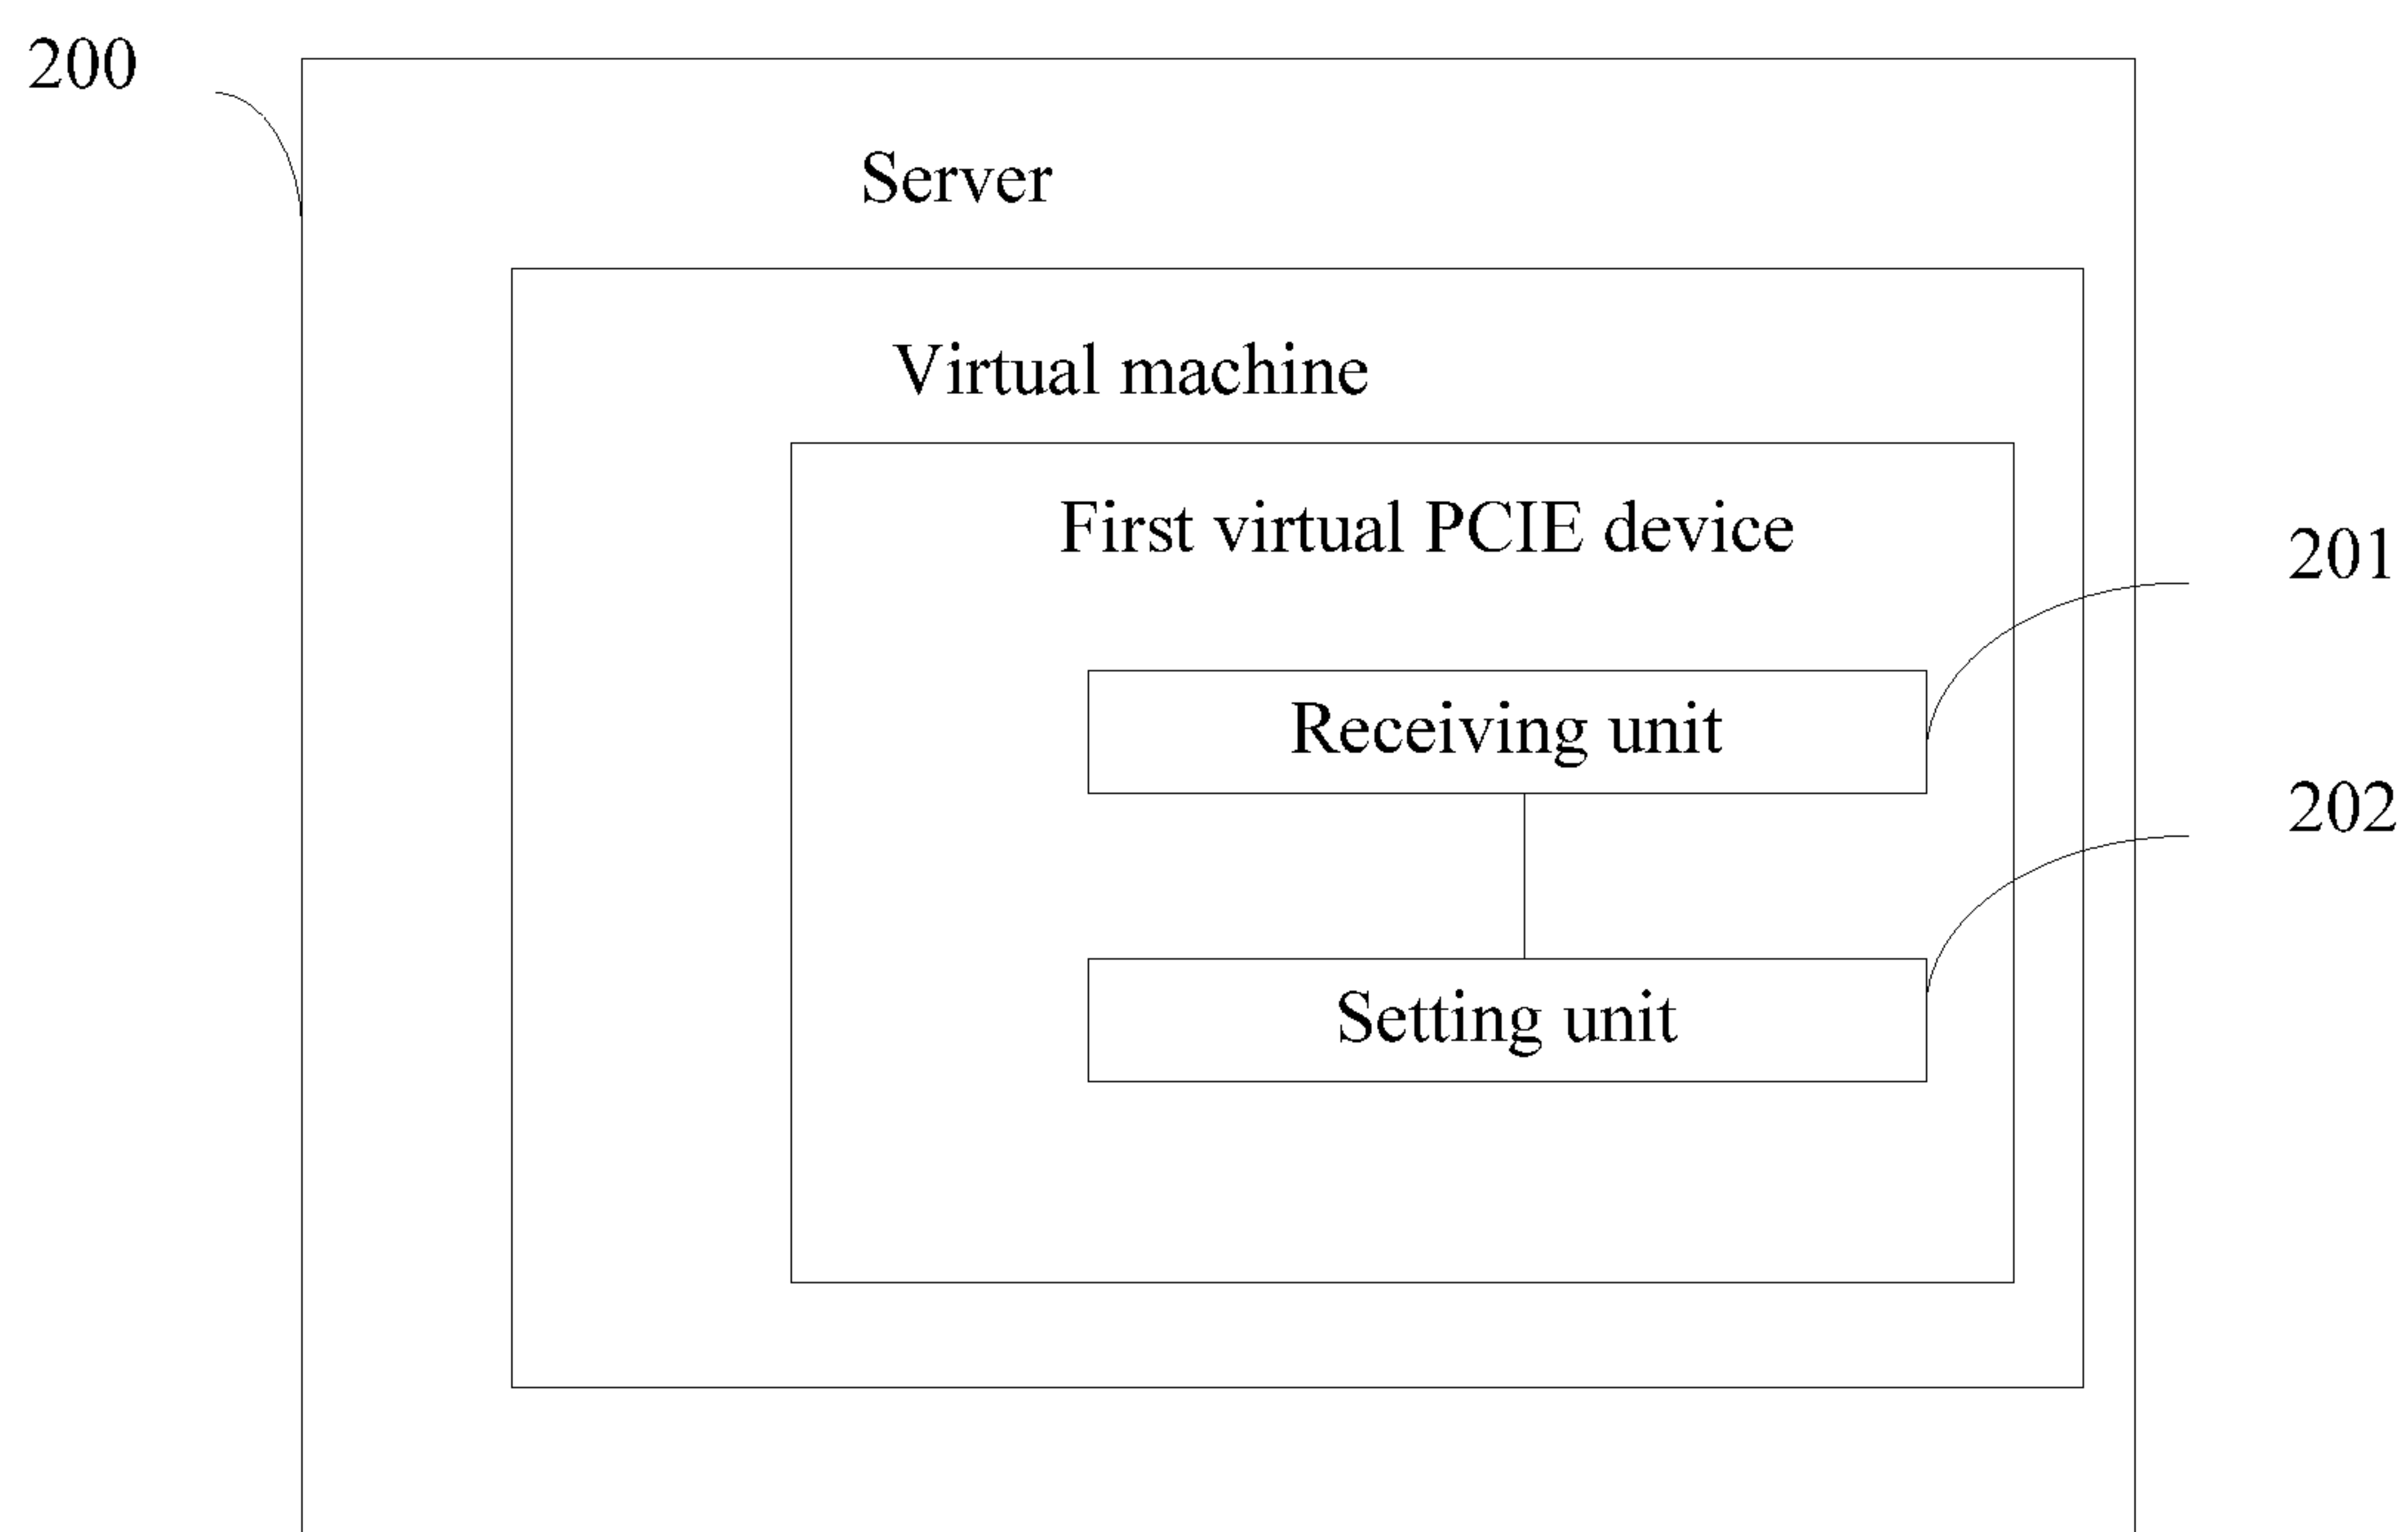 200
Server
Virtual machine
First virtual PCIE device
201
Receiving unit
202
Setting unit